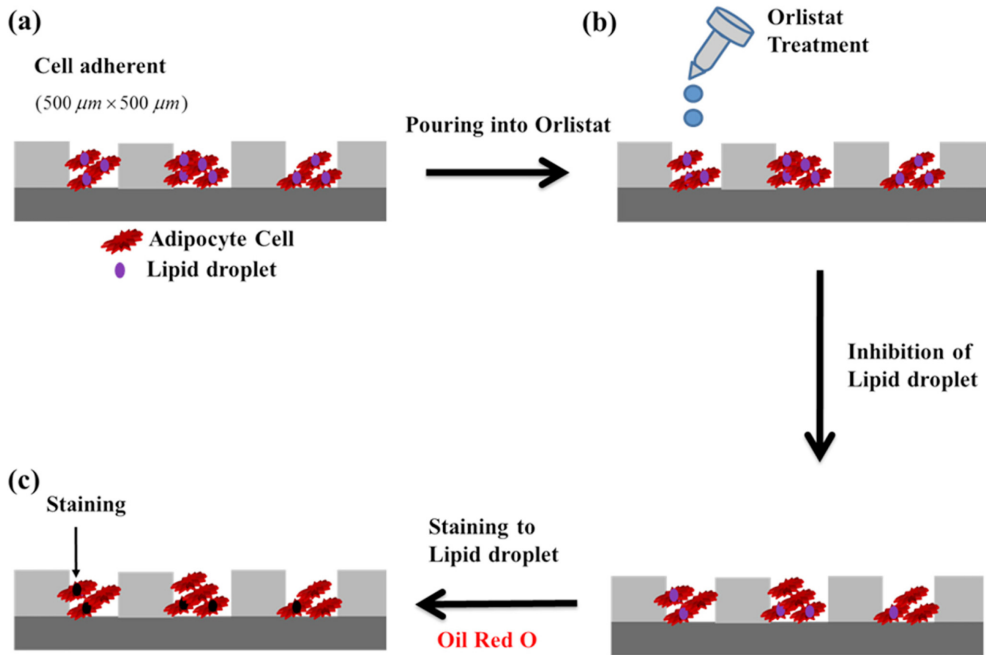 (a)
Cell adherent
(500 μm × 500 μm)
Adipocyte Cell
Lipid droplet
Pouring into Orlistat
(b)
Orlistat
Treatment
Inhibition of
Lipid droplet
(c)
Staining
Staining to
Lipid droplet
Oil Red O